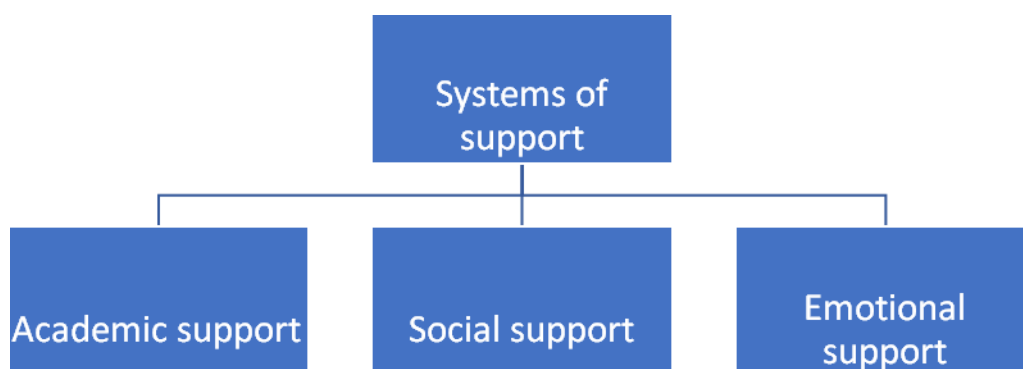 Systems of
support
Academic support
Social support
Emotional
support